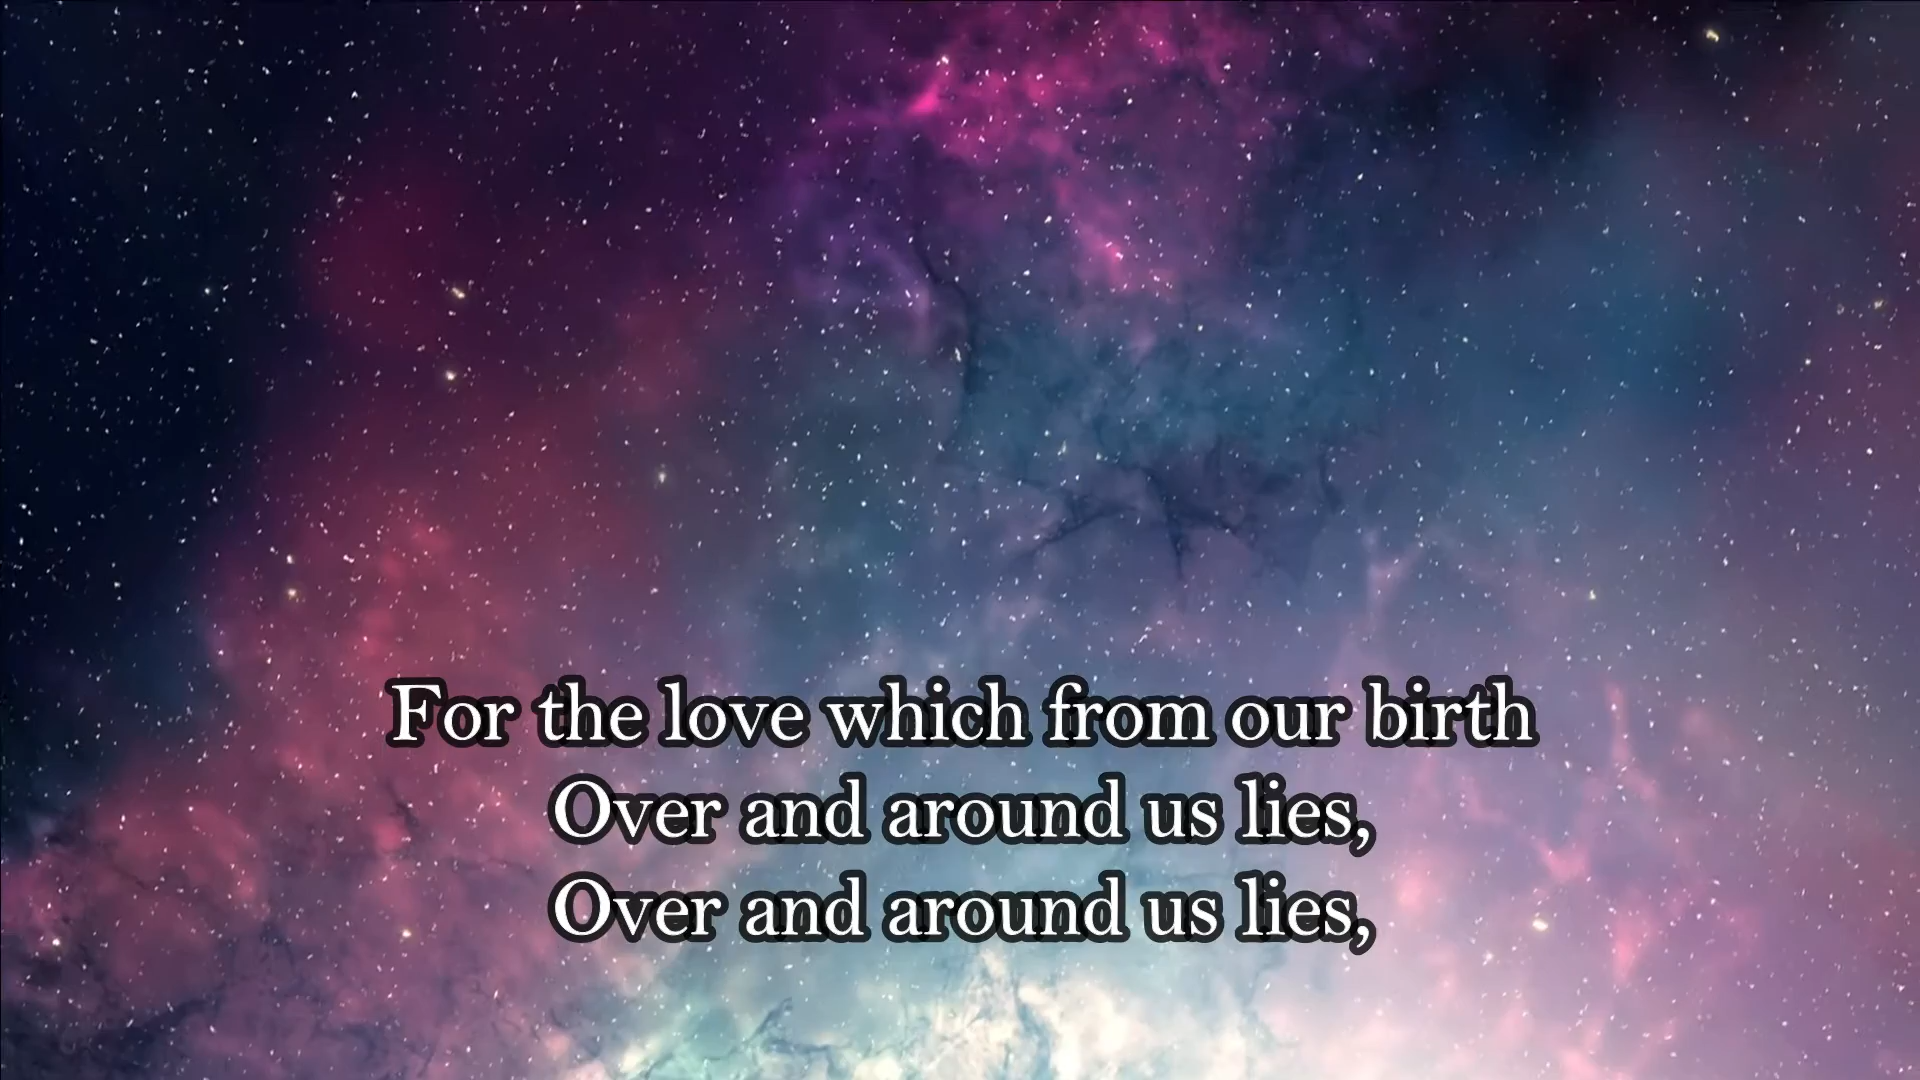 For the love which from our birth
Over and around us lies,
Over and around us lies,